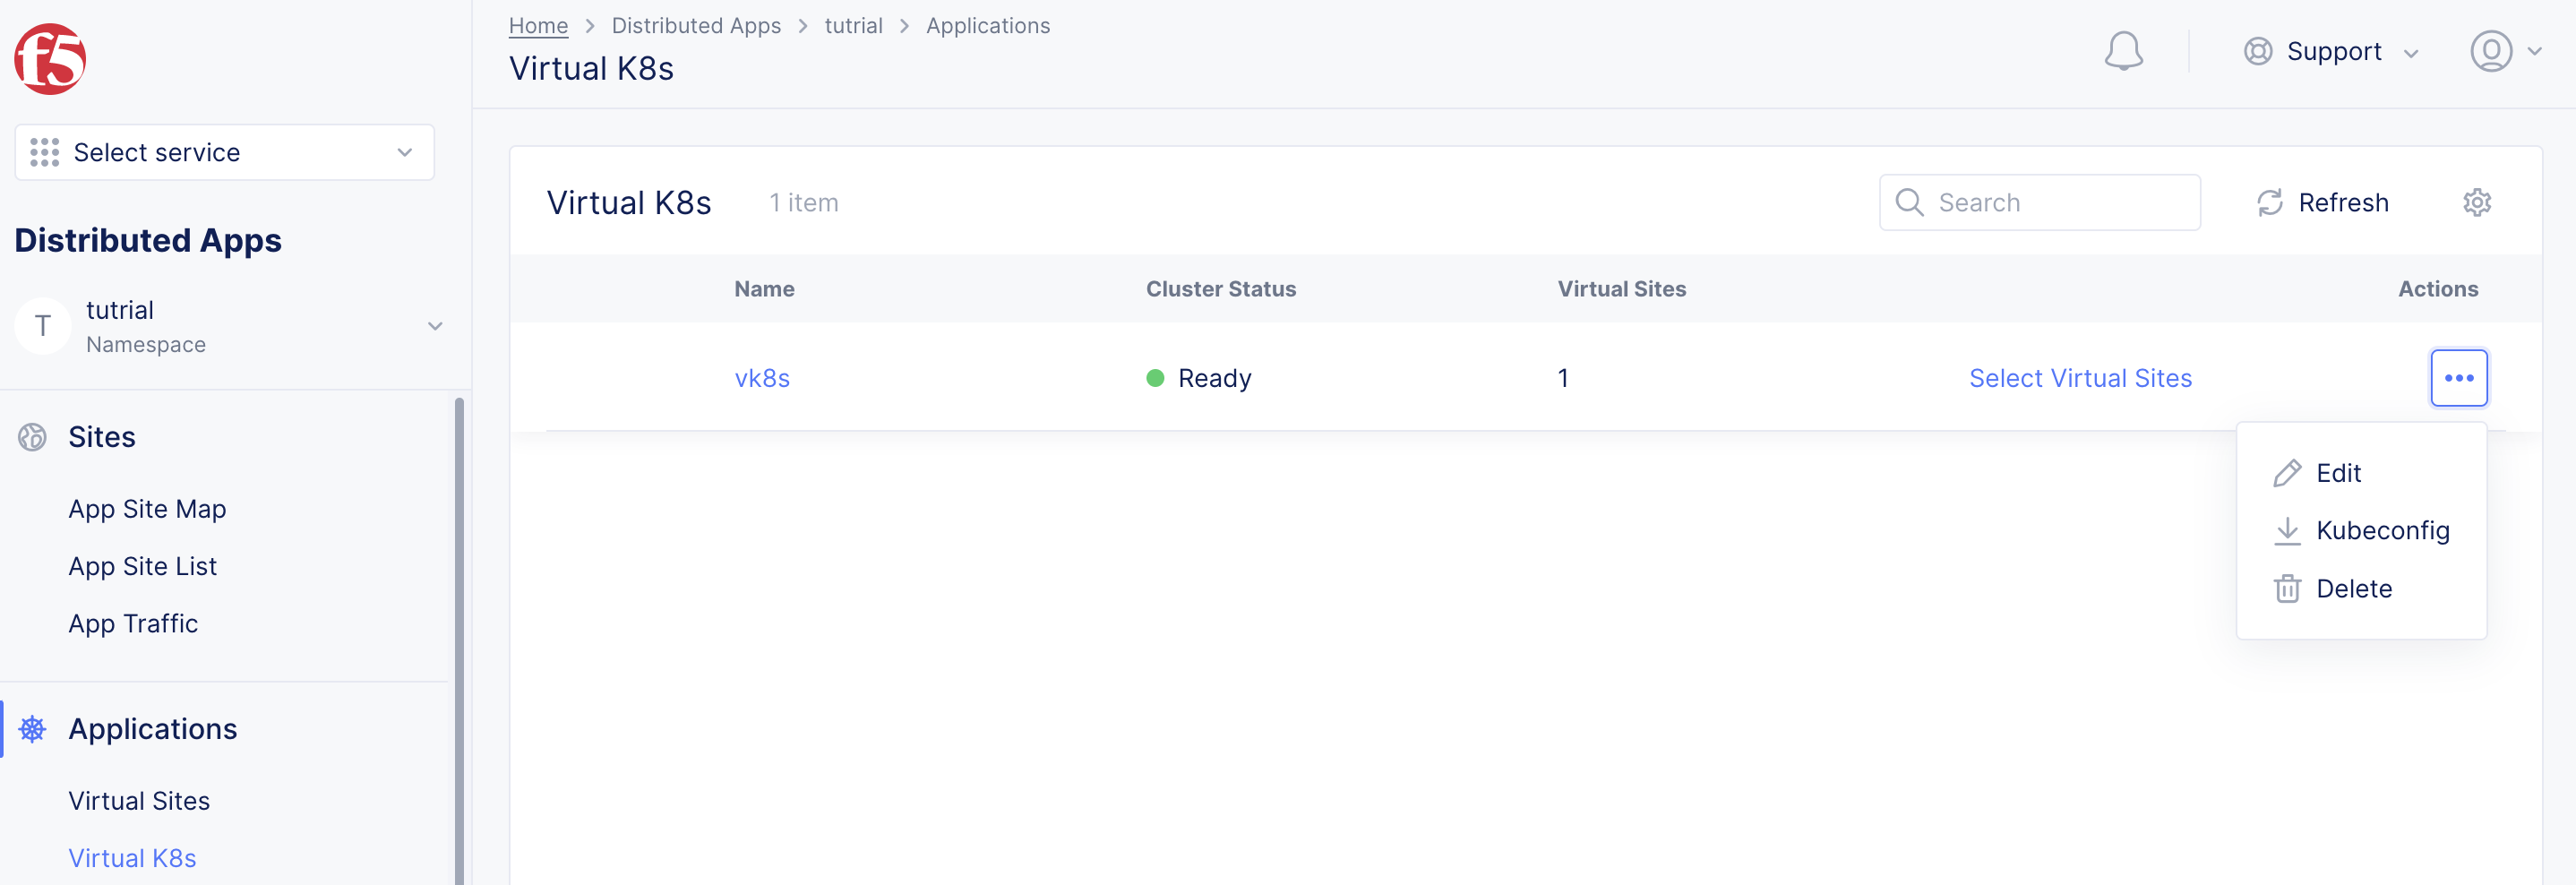 f5
Home > Distributed Apps > tutrial > Applications
Virtual K8s
Support
Select service
Distributed Apps
T
tutrial
Namespace
Sites
App Site Map
App Site List
App Traffic
Applications
Virtual Sites
Virtual K8s
Virtual K8s 1 item Search Refresh
Name Cluster Status Virtual Sites Actions
vk8s Ready 1 Select Virtual Sites
Edit
Kubeconfig
Delete